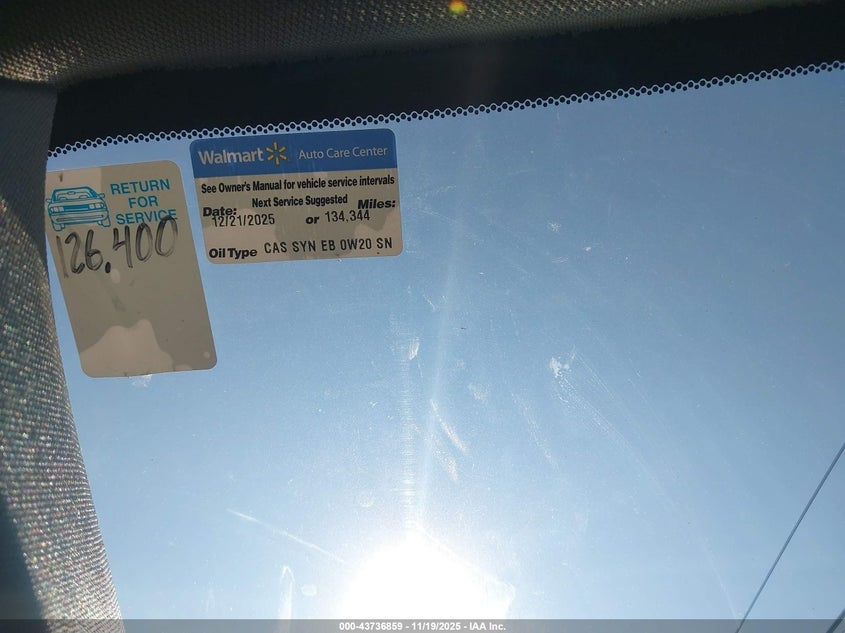 Walmart Auto Care Center
See Owner's Manual for vehicle service intervals
Next Service Suggested
Date: Miles:
12/21/2025 or 134,344
Oil Type CAS SYN EB 0W20 SN
RETURN
FOR
SERVICE
126,400
000-43736859 - 11/19/2025 - IAA Inc.